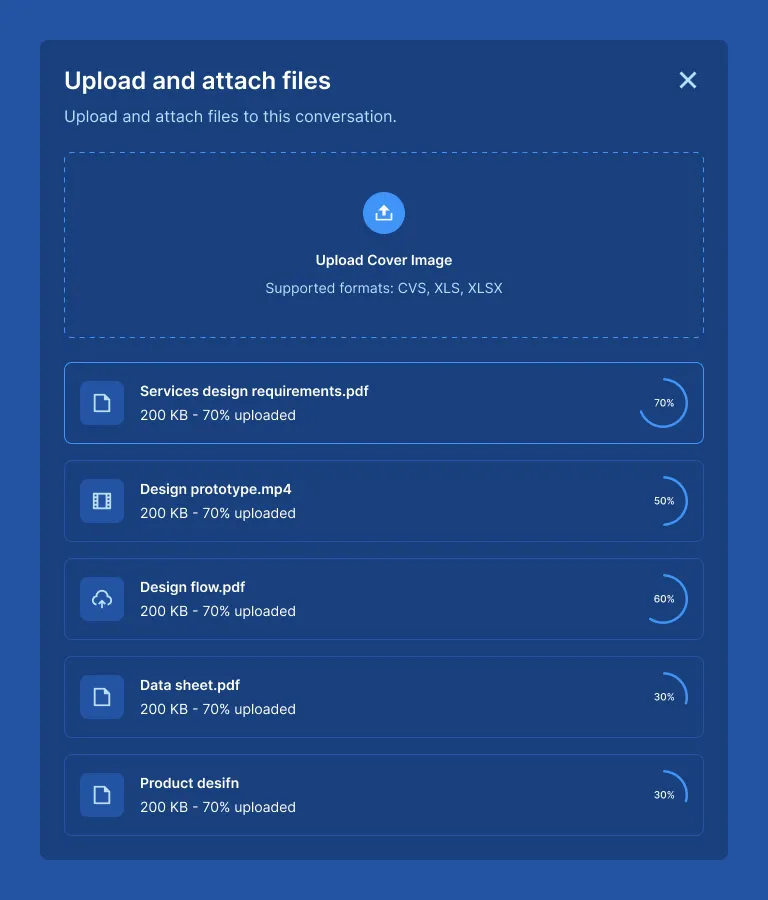 Upload and attach files
Upload and attach files to this conversation.
Upload Cover Image
Supported formats: CVS, XLS, XLSX
Services design requirements.pdf
200 KB - 70% uploaded
70%
Design prototype.mp4
200 KB - 70% uploaded
50%
Design flow.pdf
200 KB - 70% uploaded
60%
Data sheet.pdf
200 KB - 70% uploaded
30%
Product desifn
200 KB - 70% uploaded
30%